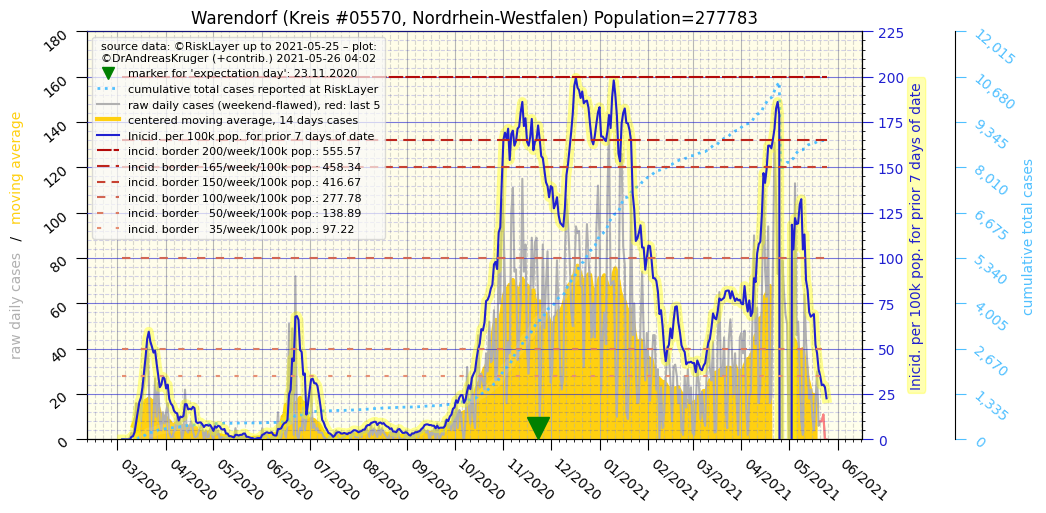 Warendorf (Kreis #05570, Nordrhein-Westfalen) Population=277783
source data: ©RiskLayer up to 2021-05-25 – plot:
©DrAndreasKruger (+contrib.) 2021-05-26 04:02
marker for 'expectation day': 23.11.2020
cumulative total cases reported at RiskLayer
raw daily cases (weekend-flawed), red: last 5
centered moving average, 14 days of cases
Inicid. per 100k pop. for prior 7 days of date
incid. border 200/week/100k pop.: 555.57
incid. border 165/week/100k pop.: 458.34
incid. border 150/week/100k pop.: 416.67
incid. border 100/week/100k pop.: 277.78
incid. border   50/week/100k pop.: 138.89
incid. border   35/week/100k pop.: 97.22
raw daily cases  /  moving average
180
160
140
120
100
80
60
40
20
0
225
200
175
150
125
100
75
50
25
0
Inicid. per 100k pop. for prior 7 days of date
12,015
10,680
9,345
8,010
6,675
5,340
4,005
2,670
1,335
0
cumulative total cases
03/2020
04/2020
05/2020
06/2020
07/2020
08/2020
09/2020
10/2020
11/2020
12/2020
01/2021
02/2021
03/2021
04/2021
05/2021
06/2021